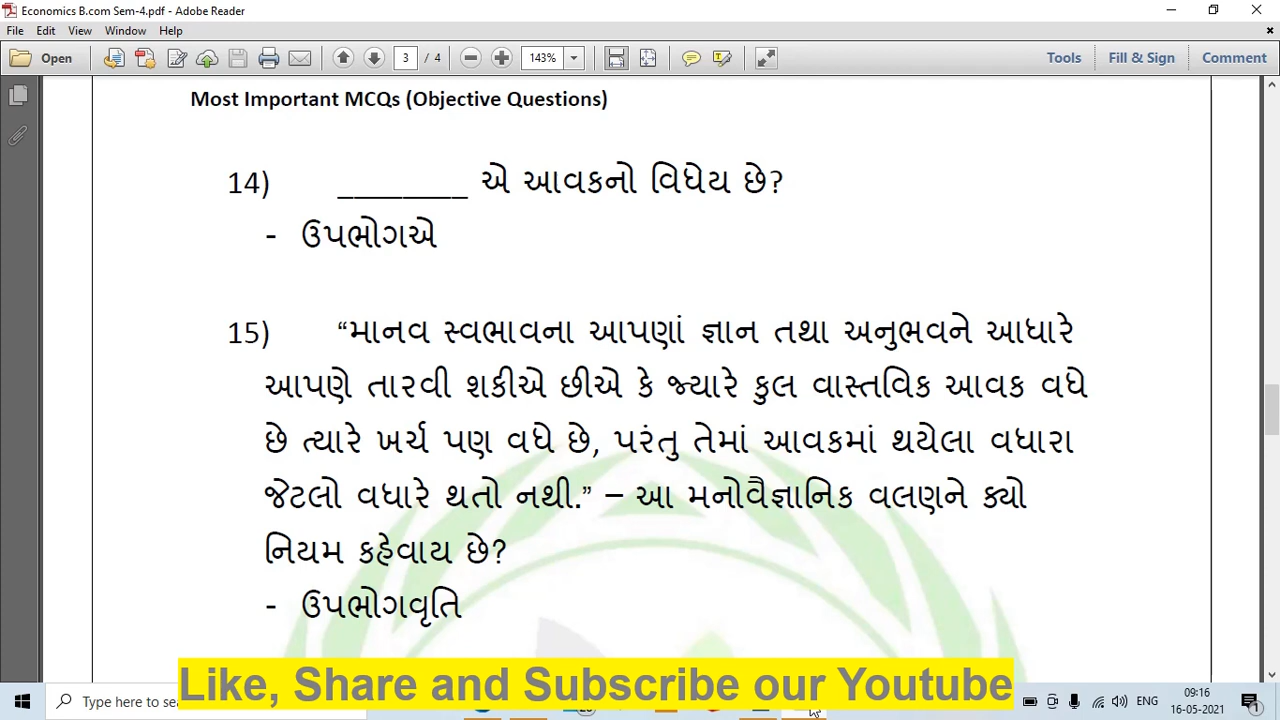 Economics B.com Sem-4.pdf - Adobe Reader
File Edit View Window Help
Open 3 / 4 143% Tools Fill & Sign Comment
Most Important MCQs (Objective Questions)
14) ________ એ આવકનો વિધેય છે?
- ઉપભોગએ
15) “માનવ સ્વભાવના આપણાં જ્ઞાન તથા અનુભવને આધારે
આપણે તારવી શકીએ છીએ કે જ્યારે કુલ વાસ્તવિક આવક વધે
છે ત્યારે ખર્ચ પણ વધે છે, પરંતુ તેમાં આવકમાં થયેલા વધારા
જેટલો વધારે થતો નથી.” – આ મનોવૈજ્ઞાનિક વલણને ક્યો
નિયમ કહેવાય છે?
- ઉપભોગવૃતિ
Like, Share and Subscribe our Youtube
Type here to
ENG
09:16
16-05-2021